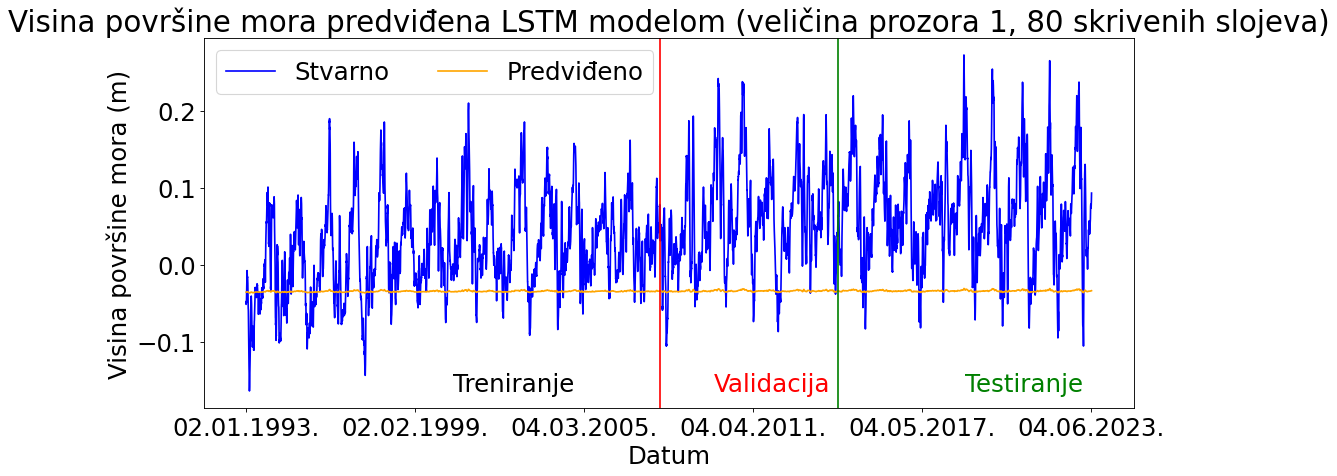 Visina površine mora predviđena LSTM modelom (veličina prozora 1, 80 skrivenih slojeva)
Stvarno
Predviđeno
Visina površine mora (m)
0.2
0.1
0.0
−0.1
Treniranje
Validacija
Testiranje
02.01.1993.
02.02.1999.
04.03.2005.
04.04.2011.
04.05.2017.
04.06.2023.
Datum